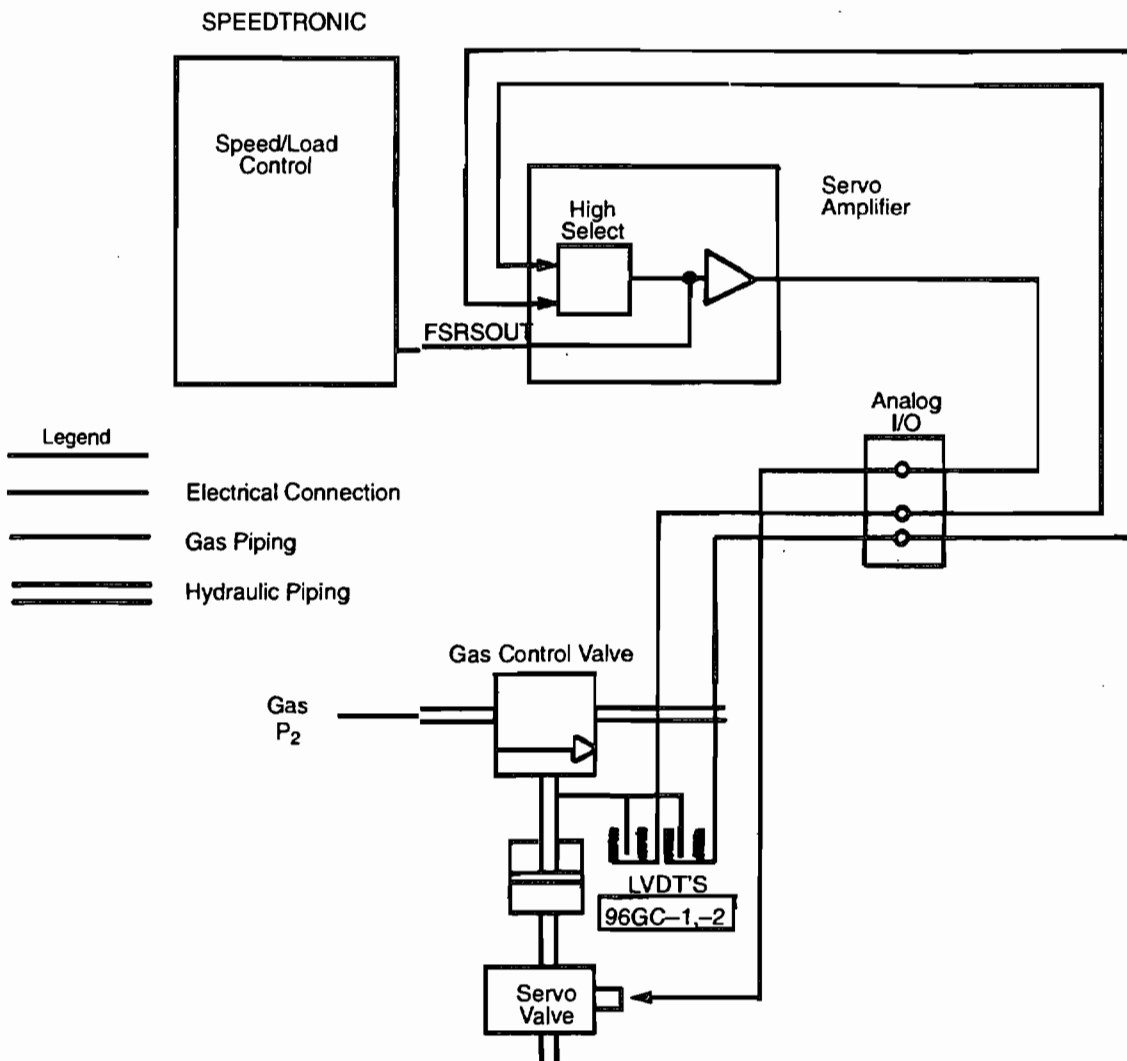 SPEEDTRONIC
Speed/Load
Control
High
Select
Servo
Amplifier
FSRSOUT
Analog
I/O
Legend
Electrical Connection
Gas Piping
Hydraulic Piping
Gas Control Valve
Gas
P2
LVDT'S
96GC–1,–2
Servo
Valve